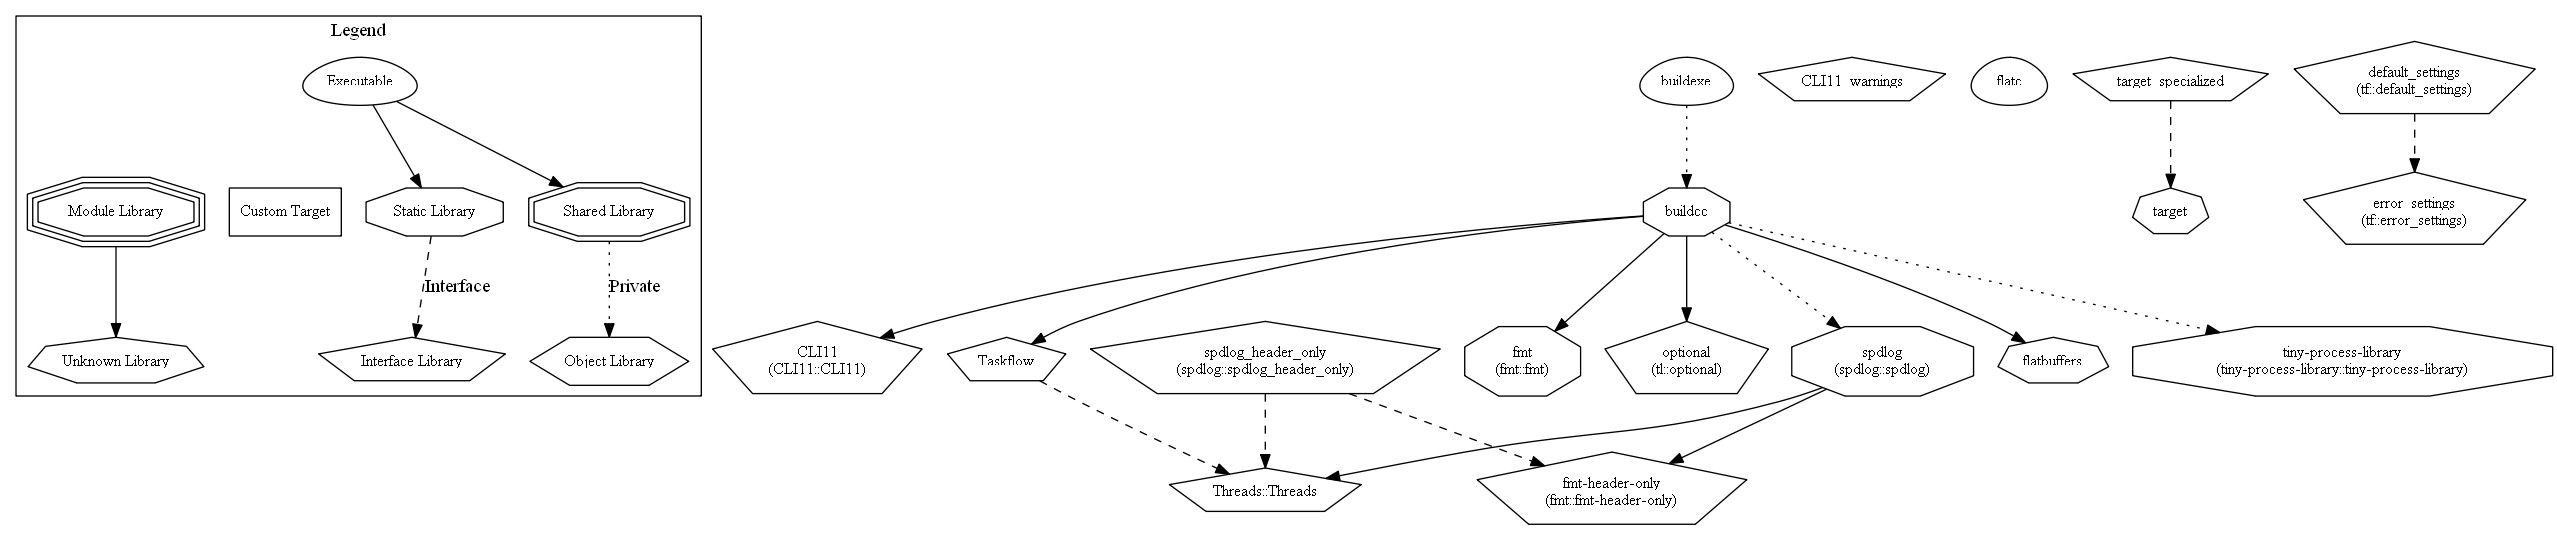 Legend
Executable
Module Library
Custom Target
Static Library
Shared Library
Interface
Private
Unknown Library
Interface Library
Object Library
buildexe
CLI11_warnings
flatc
target_specialized
default_settings
(tf::default_settings)
buildcc
target
error_settings
(tf::error_settings)
CLI11
(CLI11::CLI11)
Taskflow
spdlog_header_only
(spdlog::spdlog_header_only)
fmt
(fmt::fmt)
optional
(tl::optional)
spdlog
(spdlog::spdlog)
flatbuffers
tiny-process-library
(tiny-process-library::tiny-process-library)
Threads::Threads
fmt-header-only
(fmt::fmt-header-only)